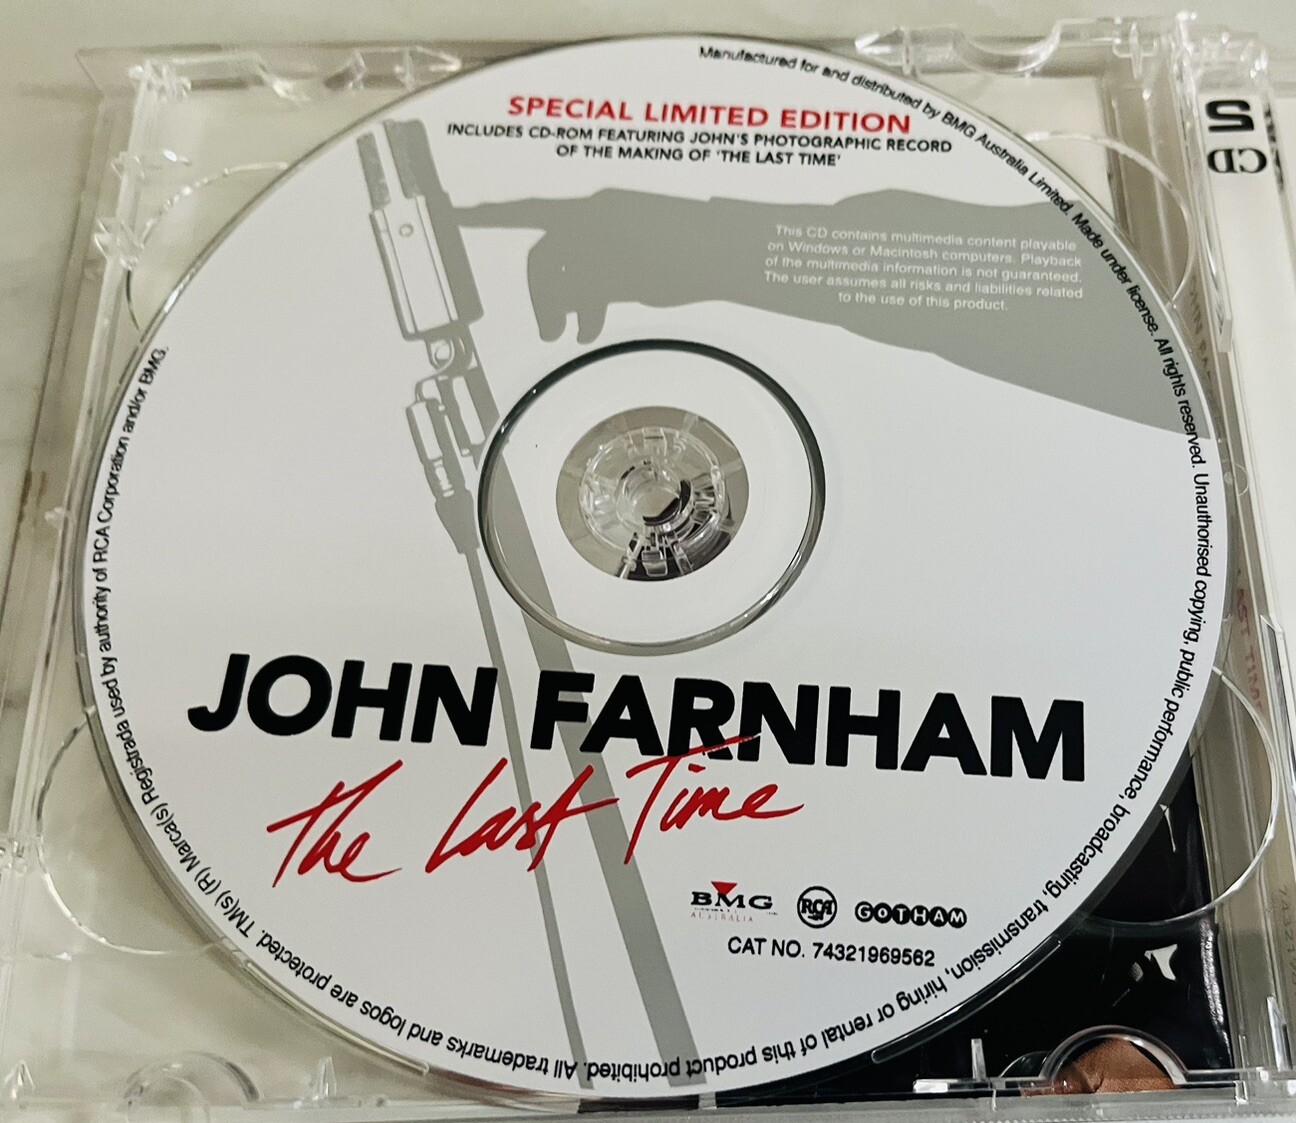 SPECIAL LIMITED EDITION
INCLUDES CD-ROM FEATURING JOHN'S PHOTOGRAPHIC RECORD
OF THE MAKING OF 'THE LAST TIME'
This CD contains multimedia content playable
on Windows or Macintosh computers. Playback
of the multimedia information is not guaranteed.
The user assumes all risks and liabilities related
to the use of this product.
JOHN FARNHAM
The Last Time
BMG
AUSTRALIA
RCA
GOTHAM
CAT NO. 74321969562
Manufactured for and distributed by BMG Australia Limited. Made under license. All rights reserved. Unauthorised copying, public performance, broadcasting, transmission, hiring or rental of this product prohibited. All trademarks and logos are protected. TM(s) (R) Marca(s) Registrada used by authority of RCA Corporation and/or BMG.
2
CD